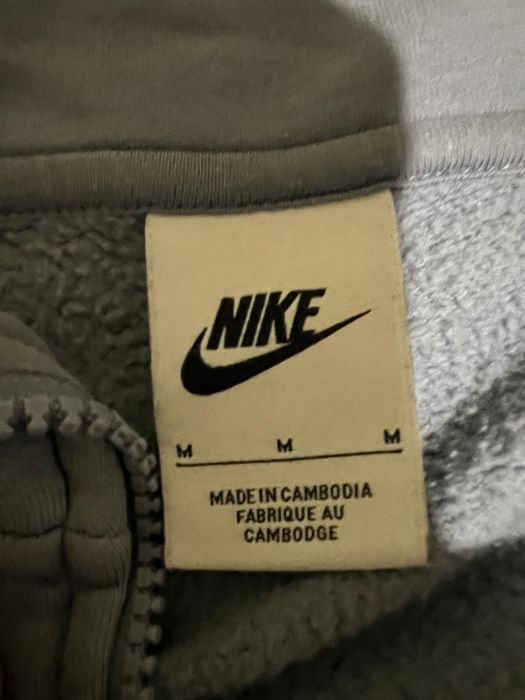 NIKE
M M M
MADE IN CAMBODIA
FABRIQUE AU
CAMBODGE